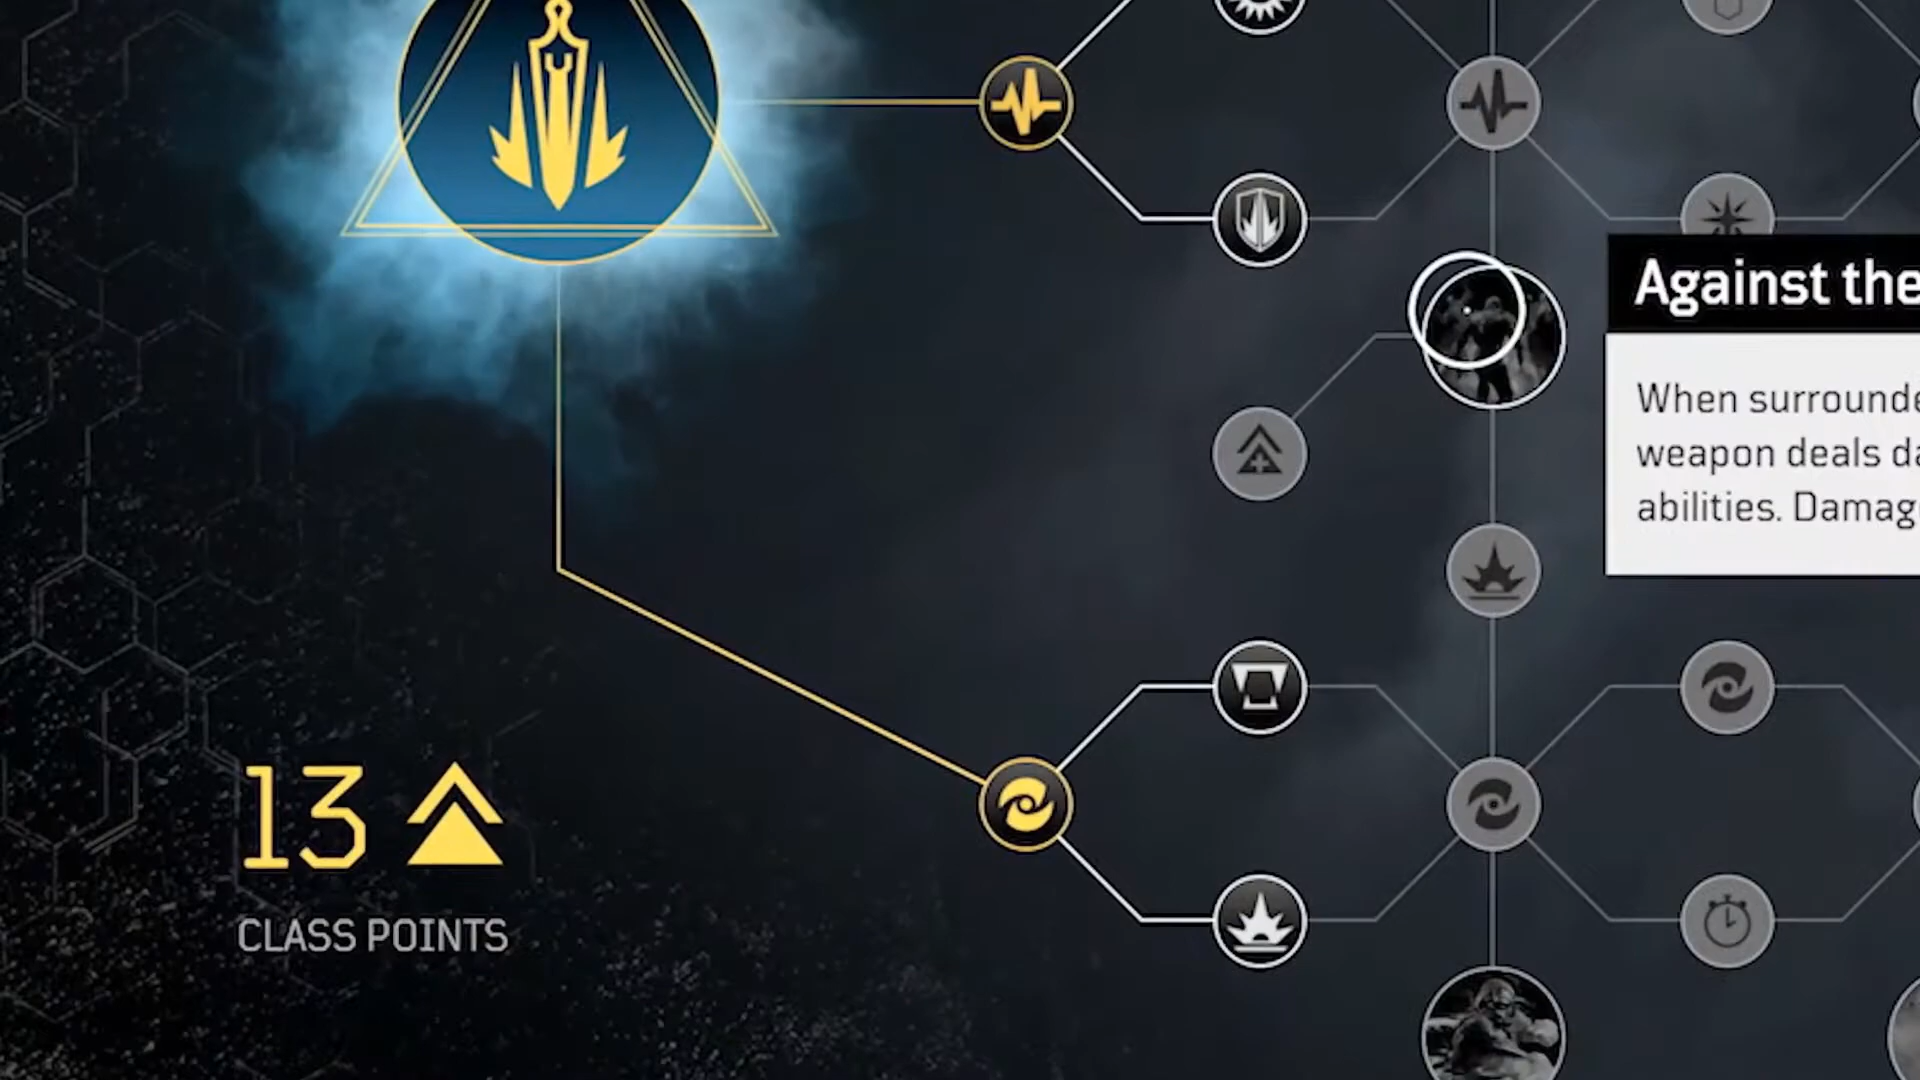 Against the
When surrounde
weapon deals da
abilities. Damag
13
CLASS POINTS